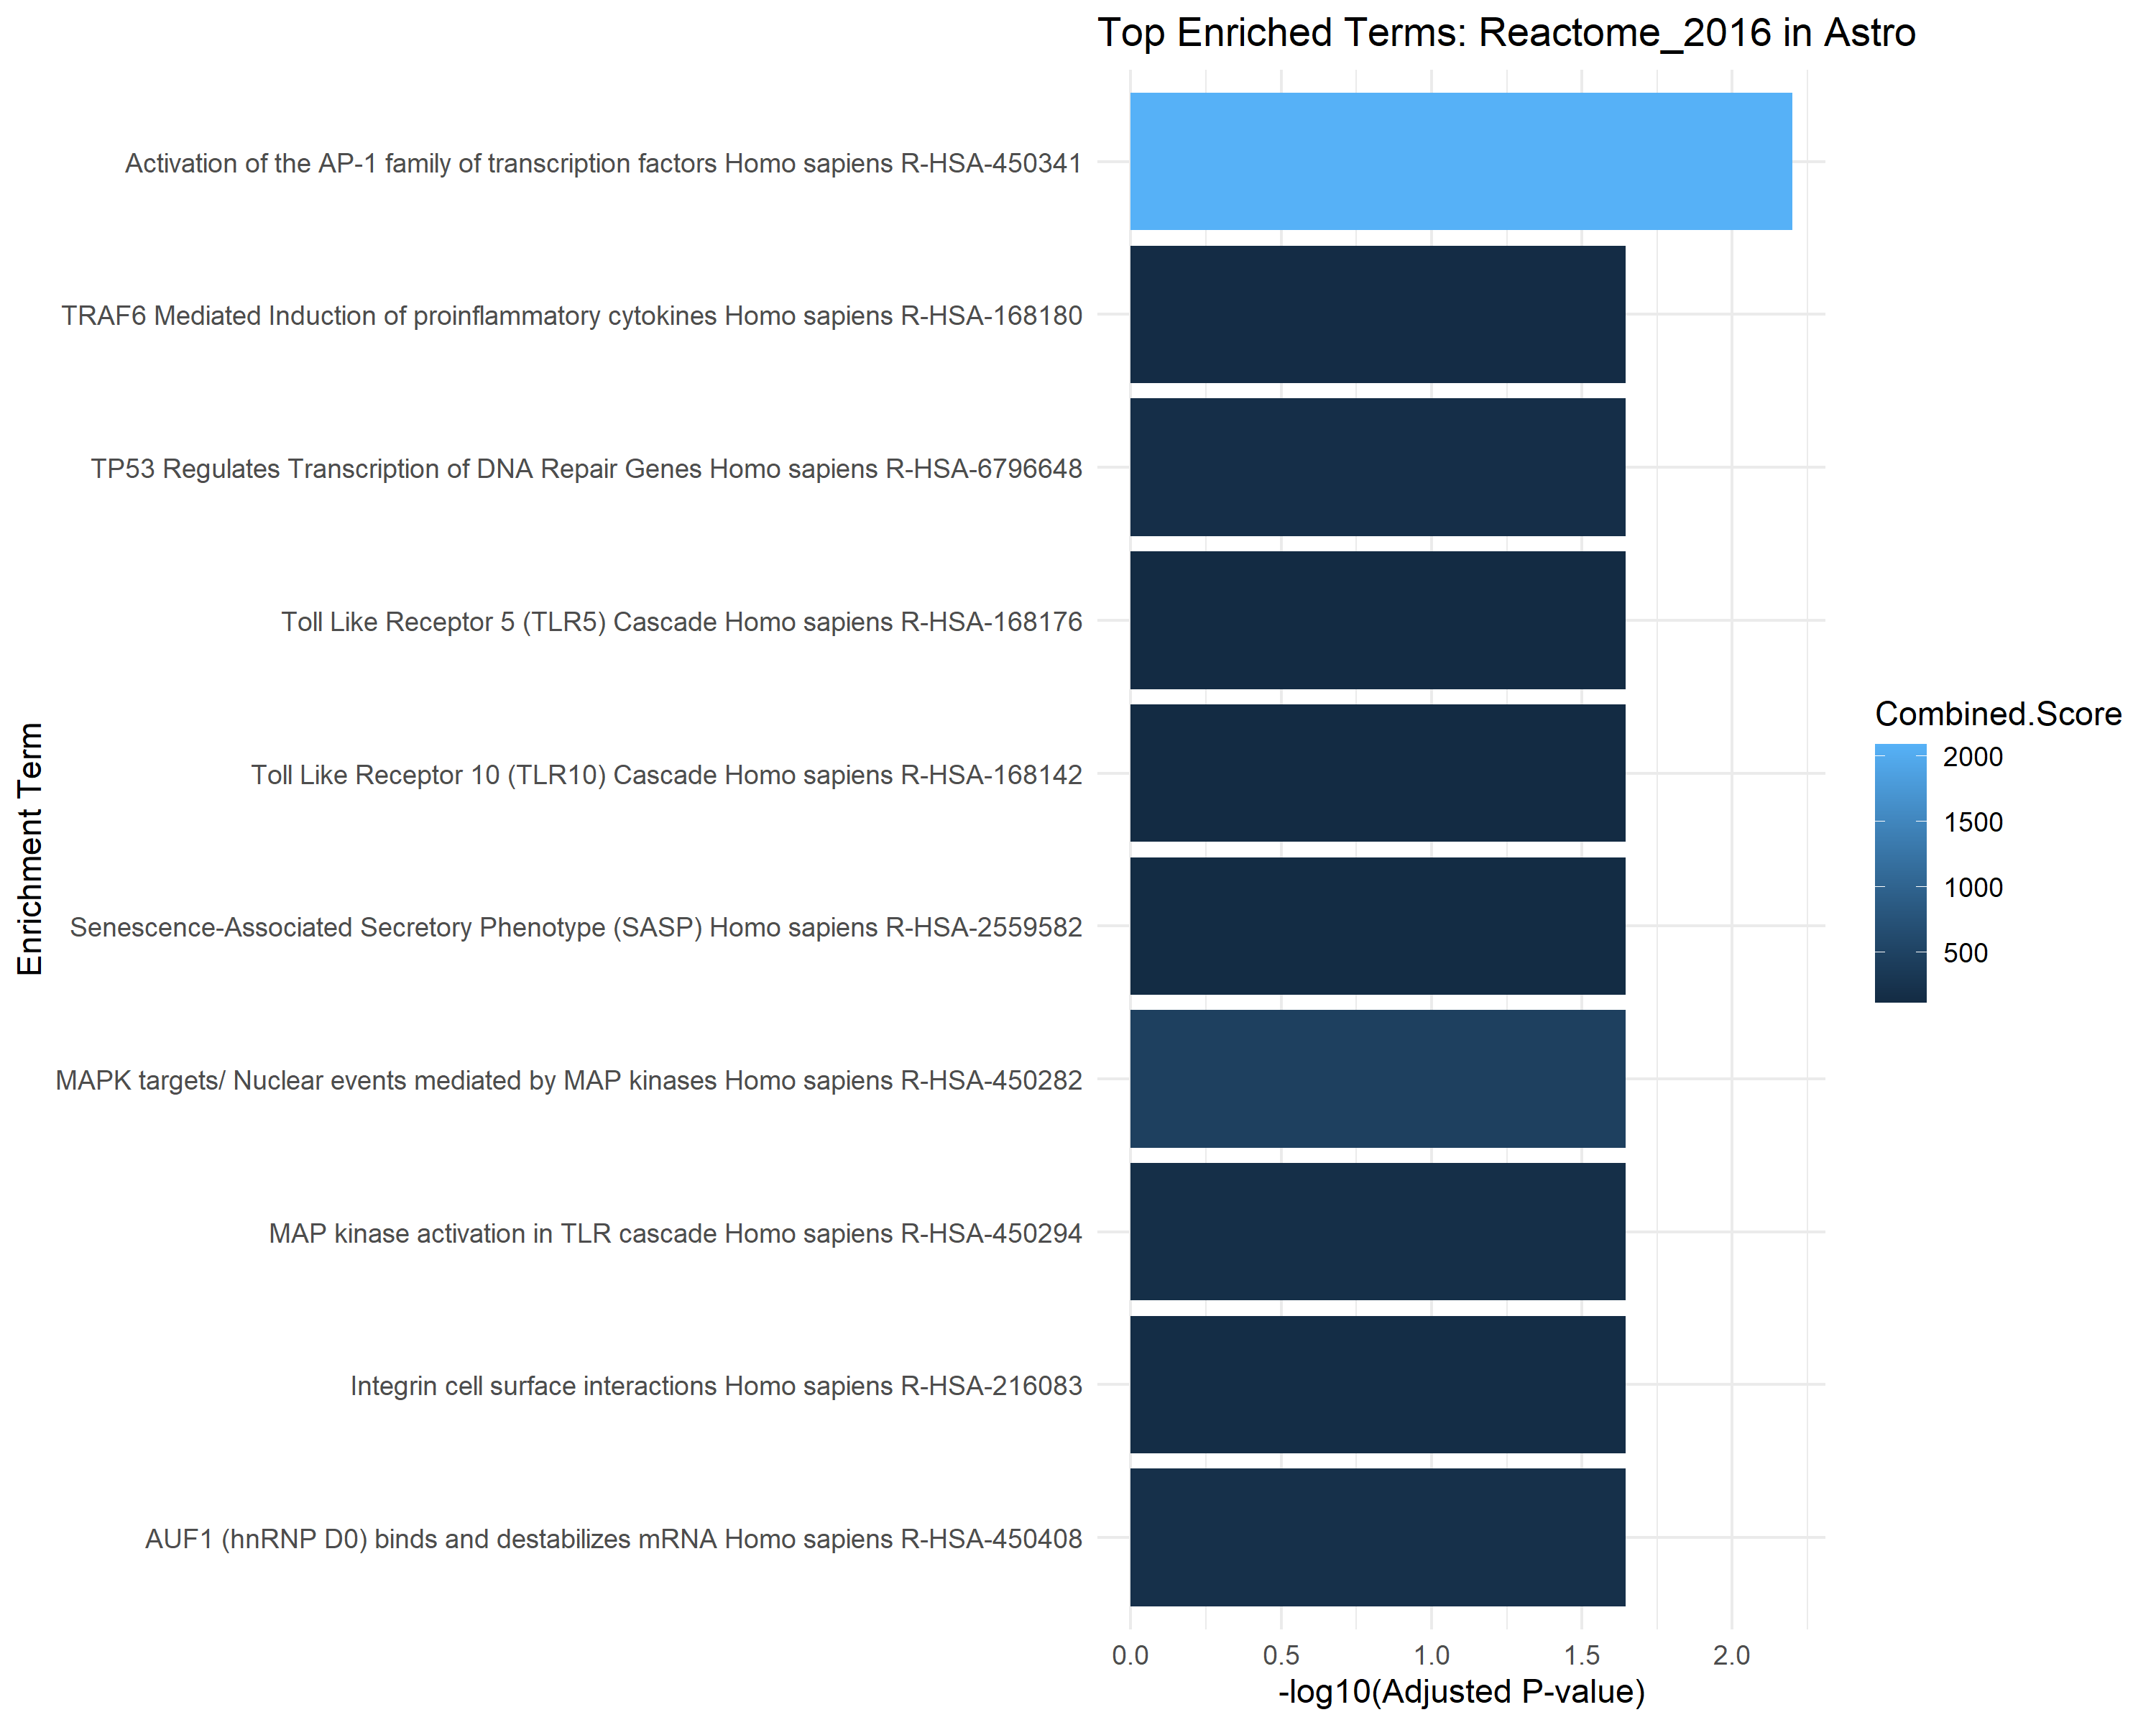 Top Enriched Terms: Reactome_2016 in Astro
Enrichment Term
Activation of the AP-1 family of transcription factors Homo sapiens R-HSA-450341
TRAF6 Mediated Induction of proinflammatory cytokines Homo sapiens R-HSA-168180
TP53 Regulates Transcription of DNA Repair Genes Homo sapiens R-HSA-6796648
Toll Like Receptor 5 (TLR5) Cascade Homo sapiens R-HSA-168176
Toll Like Receptor 10 (TLR10) Cascade Homo sapiens R-HSA-168142
Senescence-Associated Secretory Phenotype (SASP) Homo sapiens R-HSA-2559582
MAPK targets/ Nuclear events mediated by MAP kinases Homo sapiens R-HSA-450282
MAP kinase activation in TLR cascade Homo sapiens R-HSA-450294
Integrin cell surface interactions Homo sapiens R-HSA-216083
AUF1 (hnRNP D0) binds and destabilizes mRNA Homo sapiens R-HSA-450408
0.0 0.5 1.0 1.5 2.0
-log10(Adjusted P-value)
Combined.Score
2000
1500
1000
500